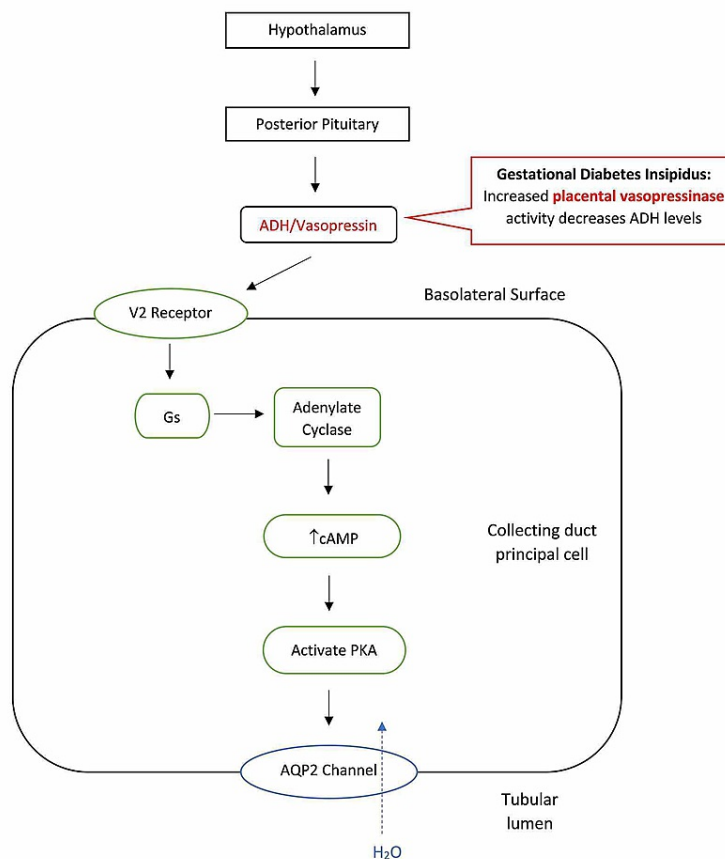 Hypothalamus
Posterior Pituitary
Gestational Diabetes Insipidus:
Increased placental vasopressinase
activity decreases ADH levels
ADH/Vasopressin
Basolateral Surface
V2 Receptor
Gs
Adenylate
Cyclase
↑cAMP
Collecting duct
principal cell
Activate PKA
AQP2 Channel
Tubular
lumen
H₂O